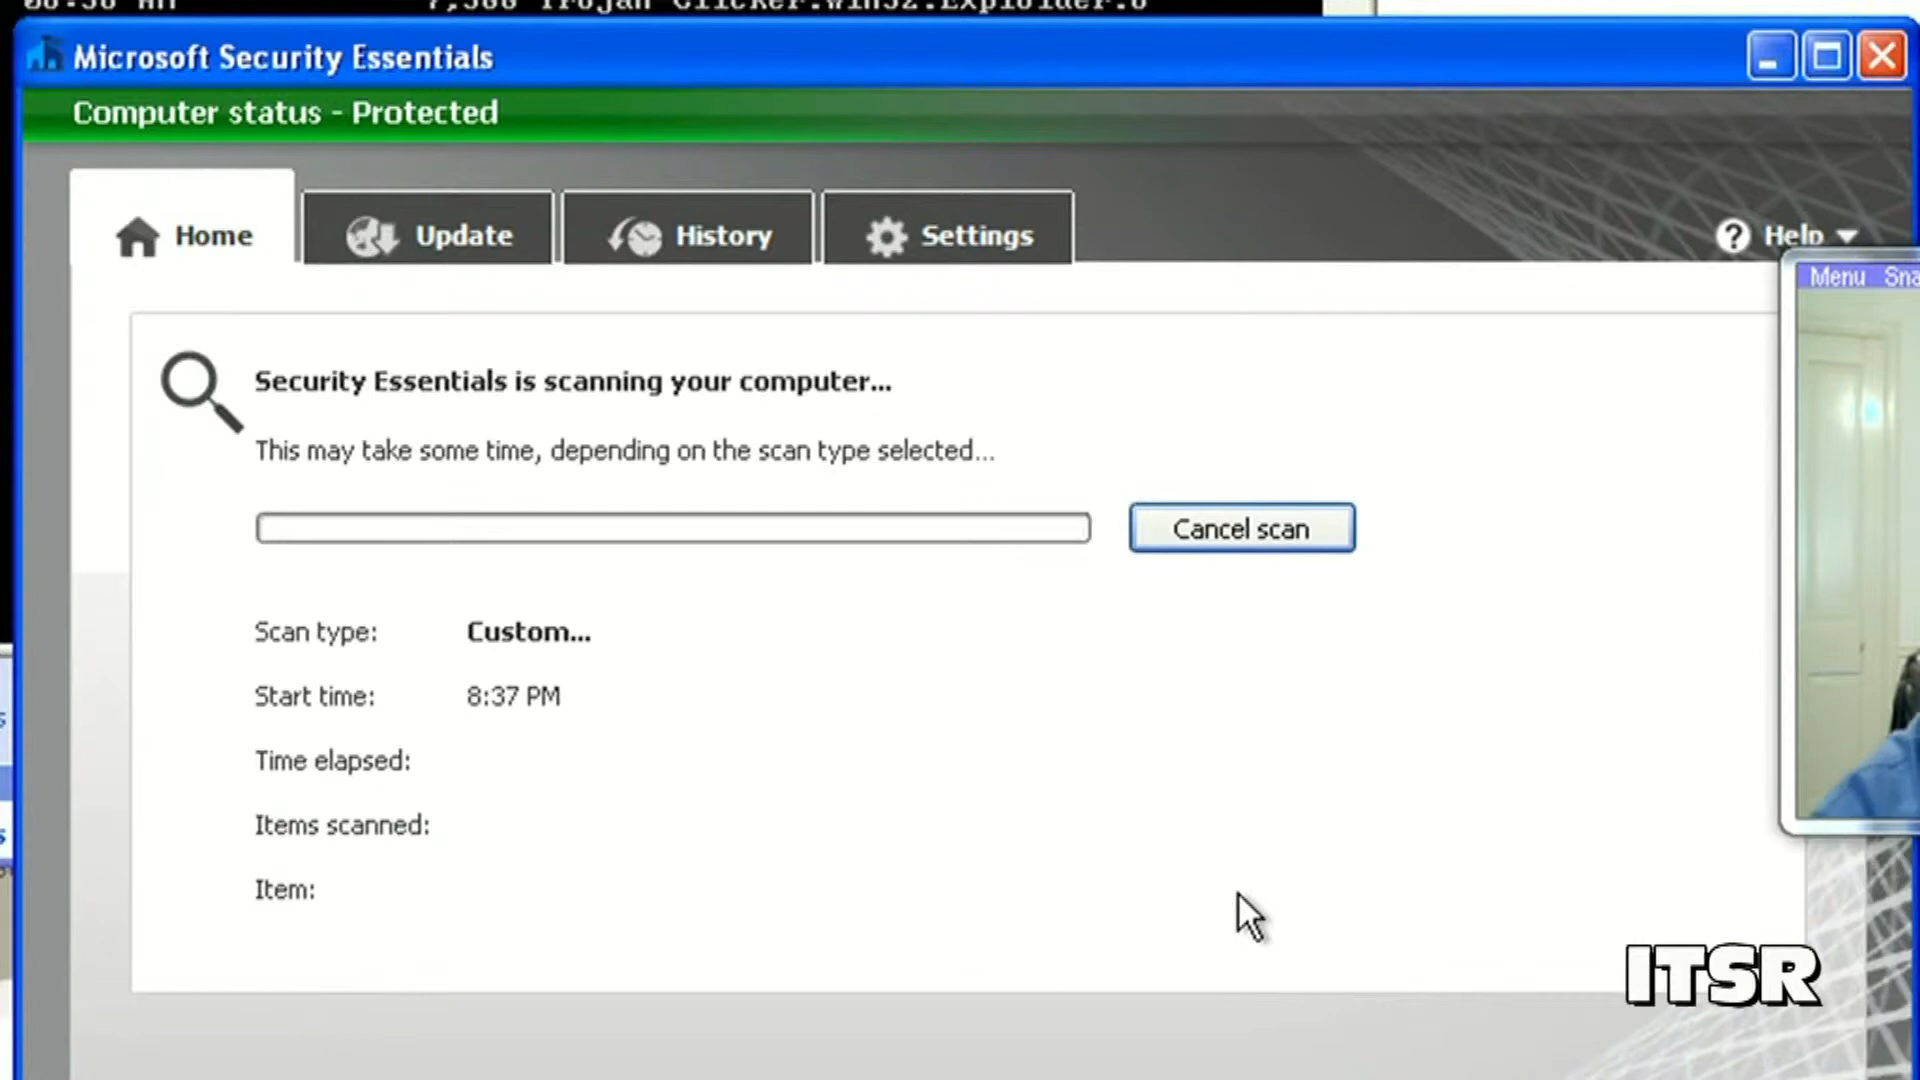 Microsoft Security Essentials
Computer status - Protected
Home
Update
History
Settings
Help
Menu
Security Essentials is scanning your computer...
This may take some time, depending on the scan type selected...
Cancel scan
Scan type: Custom...
Start time: 8:37 PM
Time elapsed:
Items scanned:
Item:
ITSR